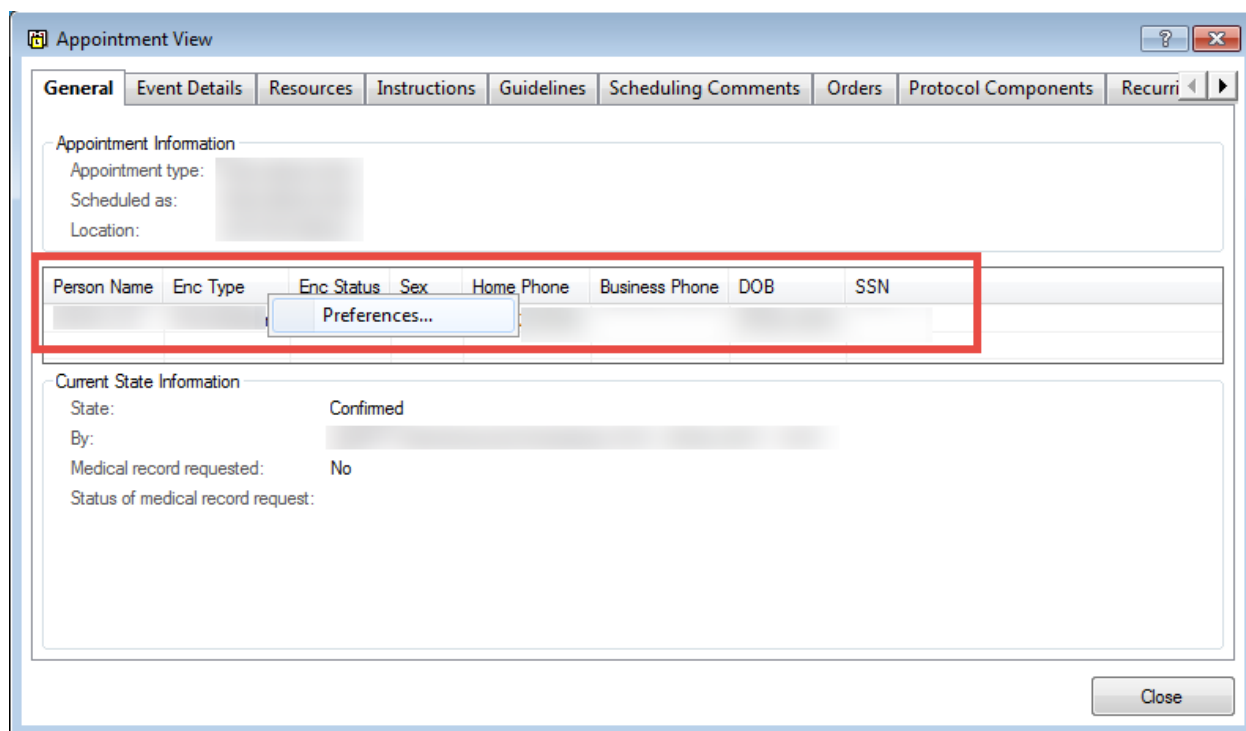 Appointment View
General Event Details Resources Instructions Guidelines Scheduling Comments Orders Protocol Components Recurri
Appointment Information
Appointment type:
Scheduled as:
Location:
Person Name Enc Type Enc Status Sex Home Phone Business Phone DOB SSN
Preferences...
Current State Information
State: Confirmed
By:
Medical record requested: No
Status of medical record request:
Close